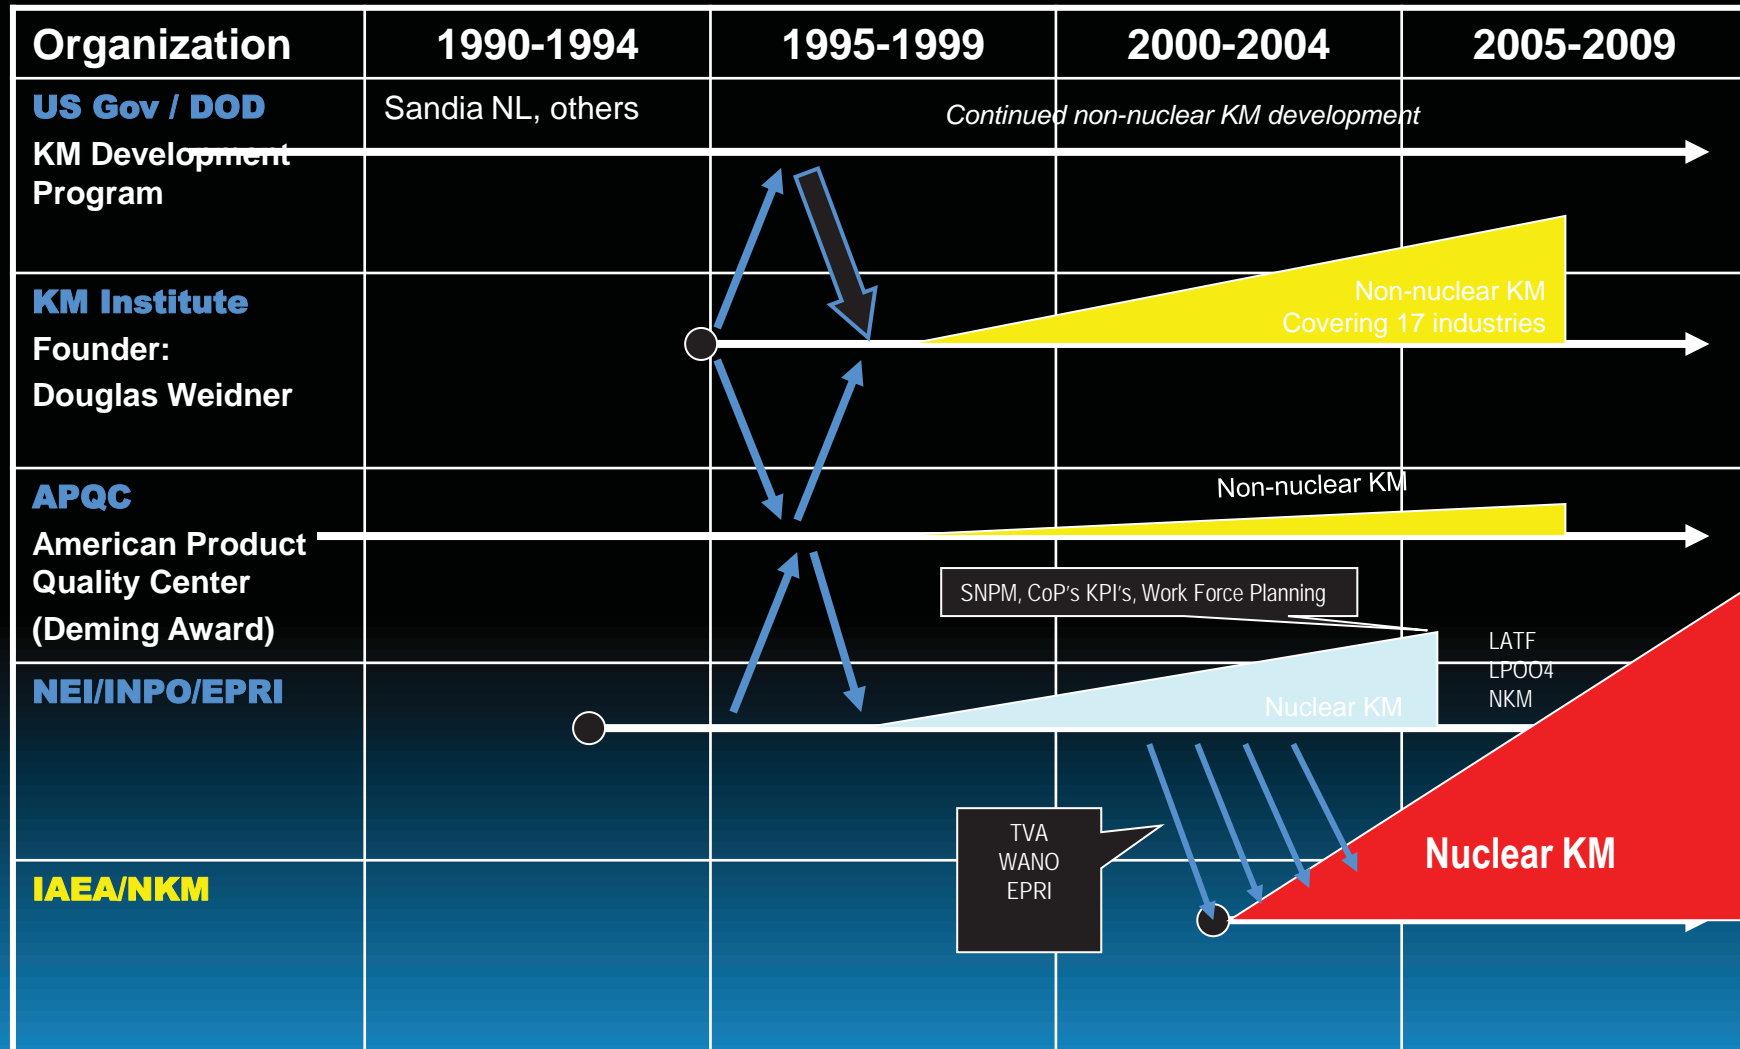 Organization 1990-1994 1995-1999 2000-2004 2005-2009
US Gov / DOD
KM Development
Program
Sandia NL, others
Continued non-nuclear KM development
KM Institute
Founder:
Douglas Weidner
Non-nuclear KM
Covering 17 industries
APQC
American Product
Quality Center
(Deming Award)
Non-nuclear KM
SNPM, CoP's KPI's, Work Force Planning
NEI/INPO/EPRI
Nuclear KM
LATF
LPOO4
NKM
TVA
WANO
EPRI
Nuclear KM
IAEA/NKM